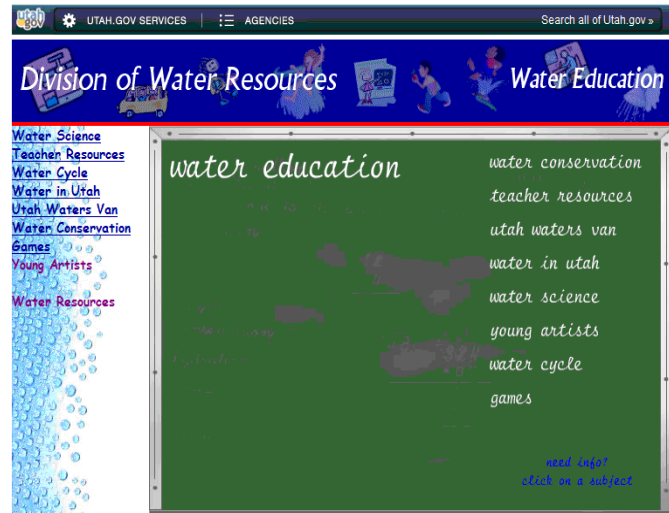 utah gov
UTAH.GOV SERVICES
AGENCIES
Search all of Utah.gov »
Division of Water Resources
Water Education
Water Science
Teacher Resources
Water Cycle
Water in Utah
Utah Waters Van
Water Conservation
Games
Young Artists
Water Resources
water education
water conservation
teacher resources
utah waters van
water in utah
water science
young artists
water cycle
games
need info?
click on a subject